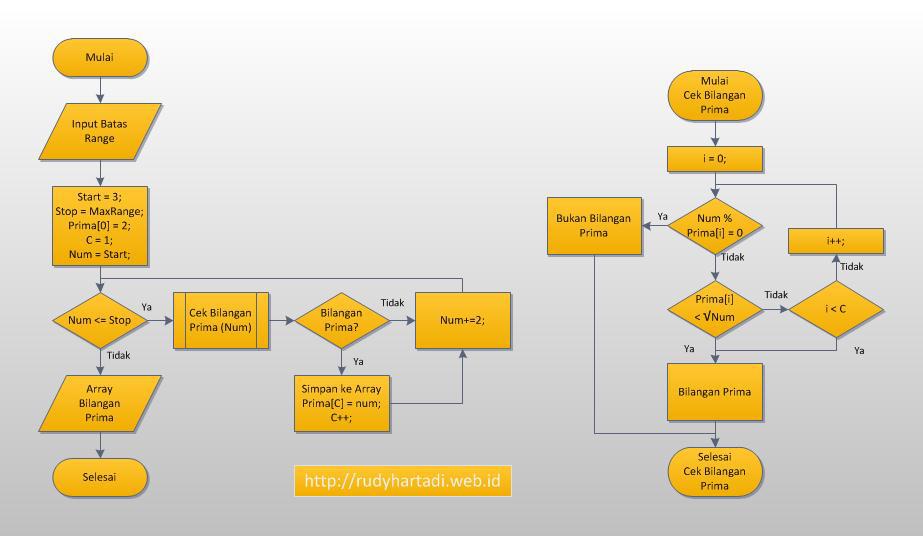 Mulai
Input Batas
Range
Start = 3;
Stop = MaxRange;
Prima[0] = 2;
C = 1;
Num = Start;
Num <= Stop
Ya
Tidak
Cek Bilangan
Prima (Num)
Bilangan
Prima?
Tidak
Ya
Num+=2;
Simpan ke Array
Prima[C] = num;
C++;
Array
Bilangan
Prima
Selesai
http://rudyhartadi.web.id
Mulai
Cek Bilangan
Prima
i = 0;
Num %
Prima[i] = 0
Ya
Tidak
Bukan Bilangan
Prima
i++;
Tidak
Prima[i]
< √Num
Tidak
Ya
i < C
Ya
Bilangan Prima
Selesai
Cek Bilangan
Prima